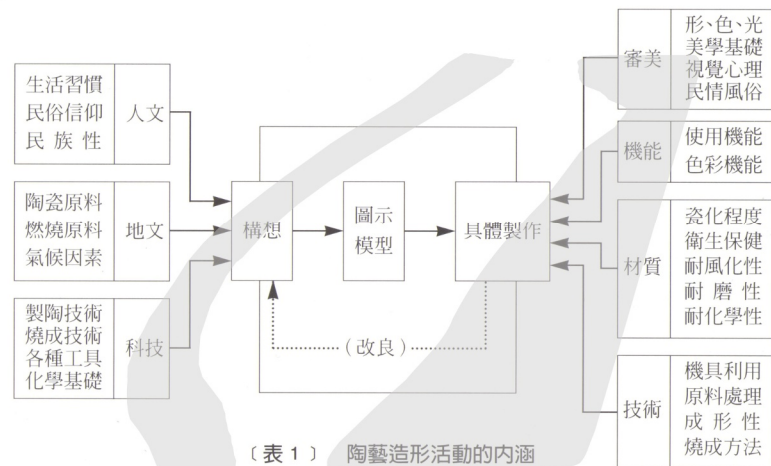 生活習慣
民俗信仰
民族性
人文
陶瓷原料
燃燒原料
氣候因素
地文
製陶技術
燒成技術
各種工具
化學基礎
科技
構想
圖示
模型
具體製作
（改良）
審美
形、色、光
美學基礎
視覺心理
民情風俗
機能
使用機能
色彩機能
材質
瓷化程度
衛生保健
耐風化性
耐磨性
耐化學性
技術
機具利用
原料處理
成形性
燒成方法
〔表1〕 陶藝造形活動的內涵